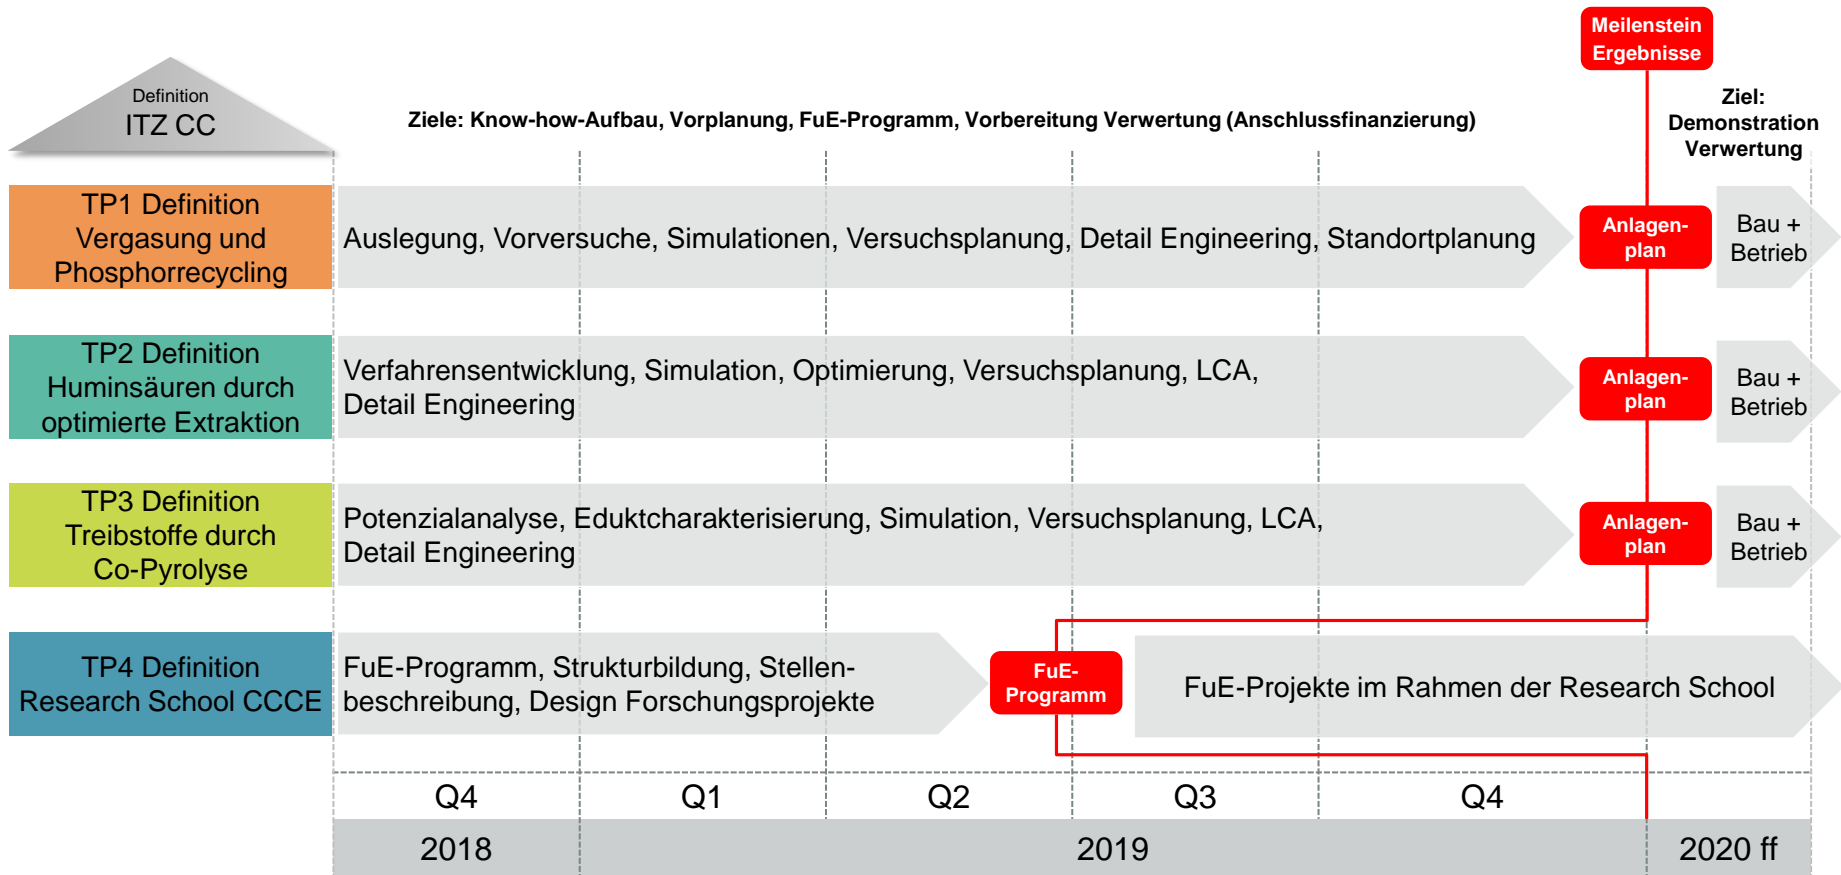 Meilenstein
Ergebnisse
Definition
ITZ CC
Ziele: Know-how-Aufbau, Vorplanung, FuE-Programm, Vorbereitung Verwertung (Anschlussfinanzierung)
Ziel:
Demonstration
Verwertung
TP1 Definition
Vergasung und
Phosphorrecycling
Auslegung, Vorversuche, Simulationen, Versuchsplanung, Detail Engineering, Standortplanung
Anlagen-
plan
Bau +
Betrieb
TP2 Definition
Huminsäuren durch
optimierte Extraktion
Verfahrensentwicklung, Simulation, Optimierung, Versuchsplanung, LCA,
Detail Engineering
Anlagen-
plan
Bau +
Betrieb
TP3 Definition
Treibstoffe durch
Co-Pyrolyse
Potenzialanalyse, Eduktcharakterisierung, Simulation, Versuchsplanung, LCA,
Detail Engineering
Anlagen-
plan
Bau +
Betrieb
TP4 Definition
Research School CCCE
FuE-Programm, Strukturbildung, Stellen-
beschreibung, Design Forschungsprojekte
FuE-
Programm
FuE-Projekte im Rahmen der Research School
Q4 Q1 Q2 Q3 Q4
2018 2019 2020 ff